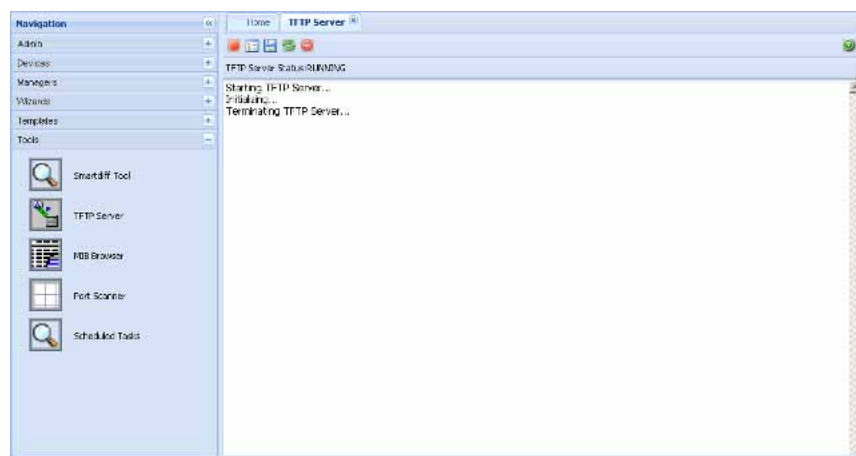 Navigation
Home
TFTP Server
Admin
Devices
TFTP Server Status:RUNNING
Managers
Starting TFTP Server...
Wizards
Initializing...
Terminating TFTP Server...
Templates
Tools
Smartdiff Tool
TFTP Server
MIB Browser
Port Scanner
Scheduled Tasks